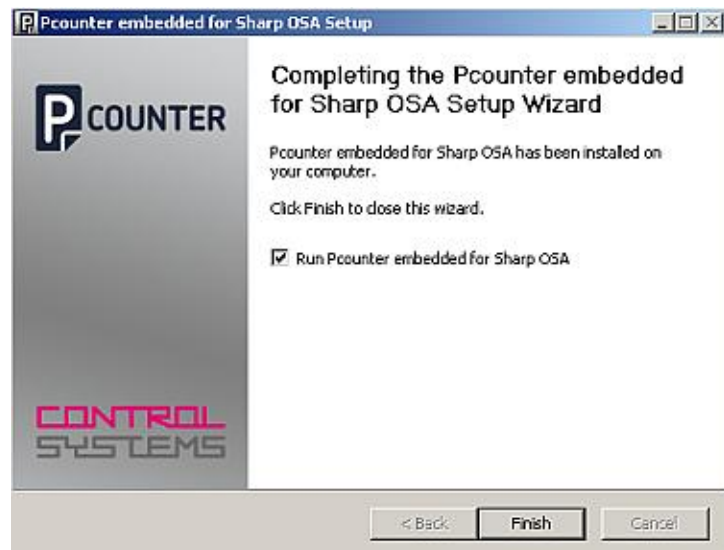 Pcounter embedded for Sharp OSA Setup
P COUNTER
Completing the Pcounter embedded
for Sharp OSA Setup Wizard
Pcounter embedded for Sharp OSA has been installed on
your computer.
Click Finish to close this wizard.
Run Pcounter embedded for Sharp OSA
CONTROL
SYSTEMS
< Back
Finish
Cancel